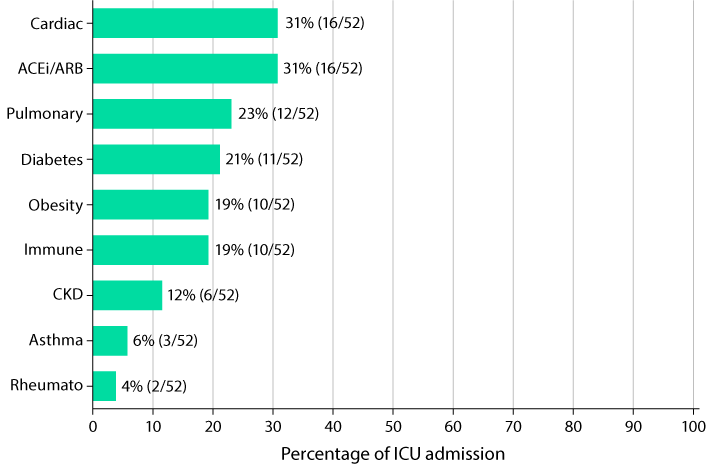 Cardiac 31% (16/52)
ACEi/ARB 31% (16/52)
Pulmonary 23% (12/52)
Diabetes 21% (11/52)
Obesity 19% (10/52)
Immune 19% (10/52)
CKD 12% (6/52)
Asthma 6% (3/52)
Rheumato 4% (2/52)
0 10 20 30 40 50 60 70 80 90 100
Percentage of ICU admission